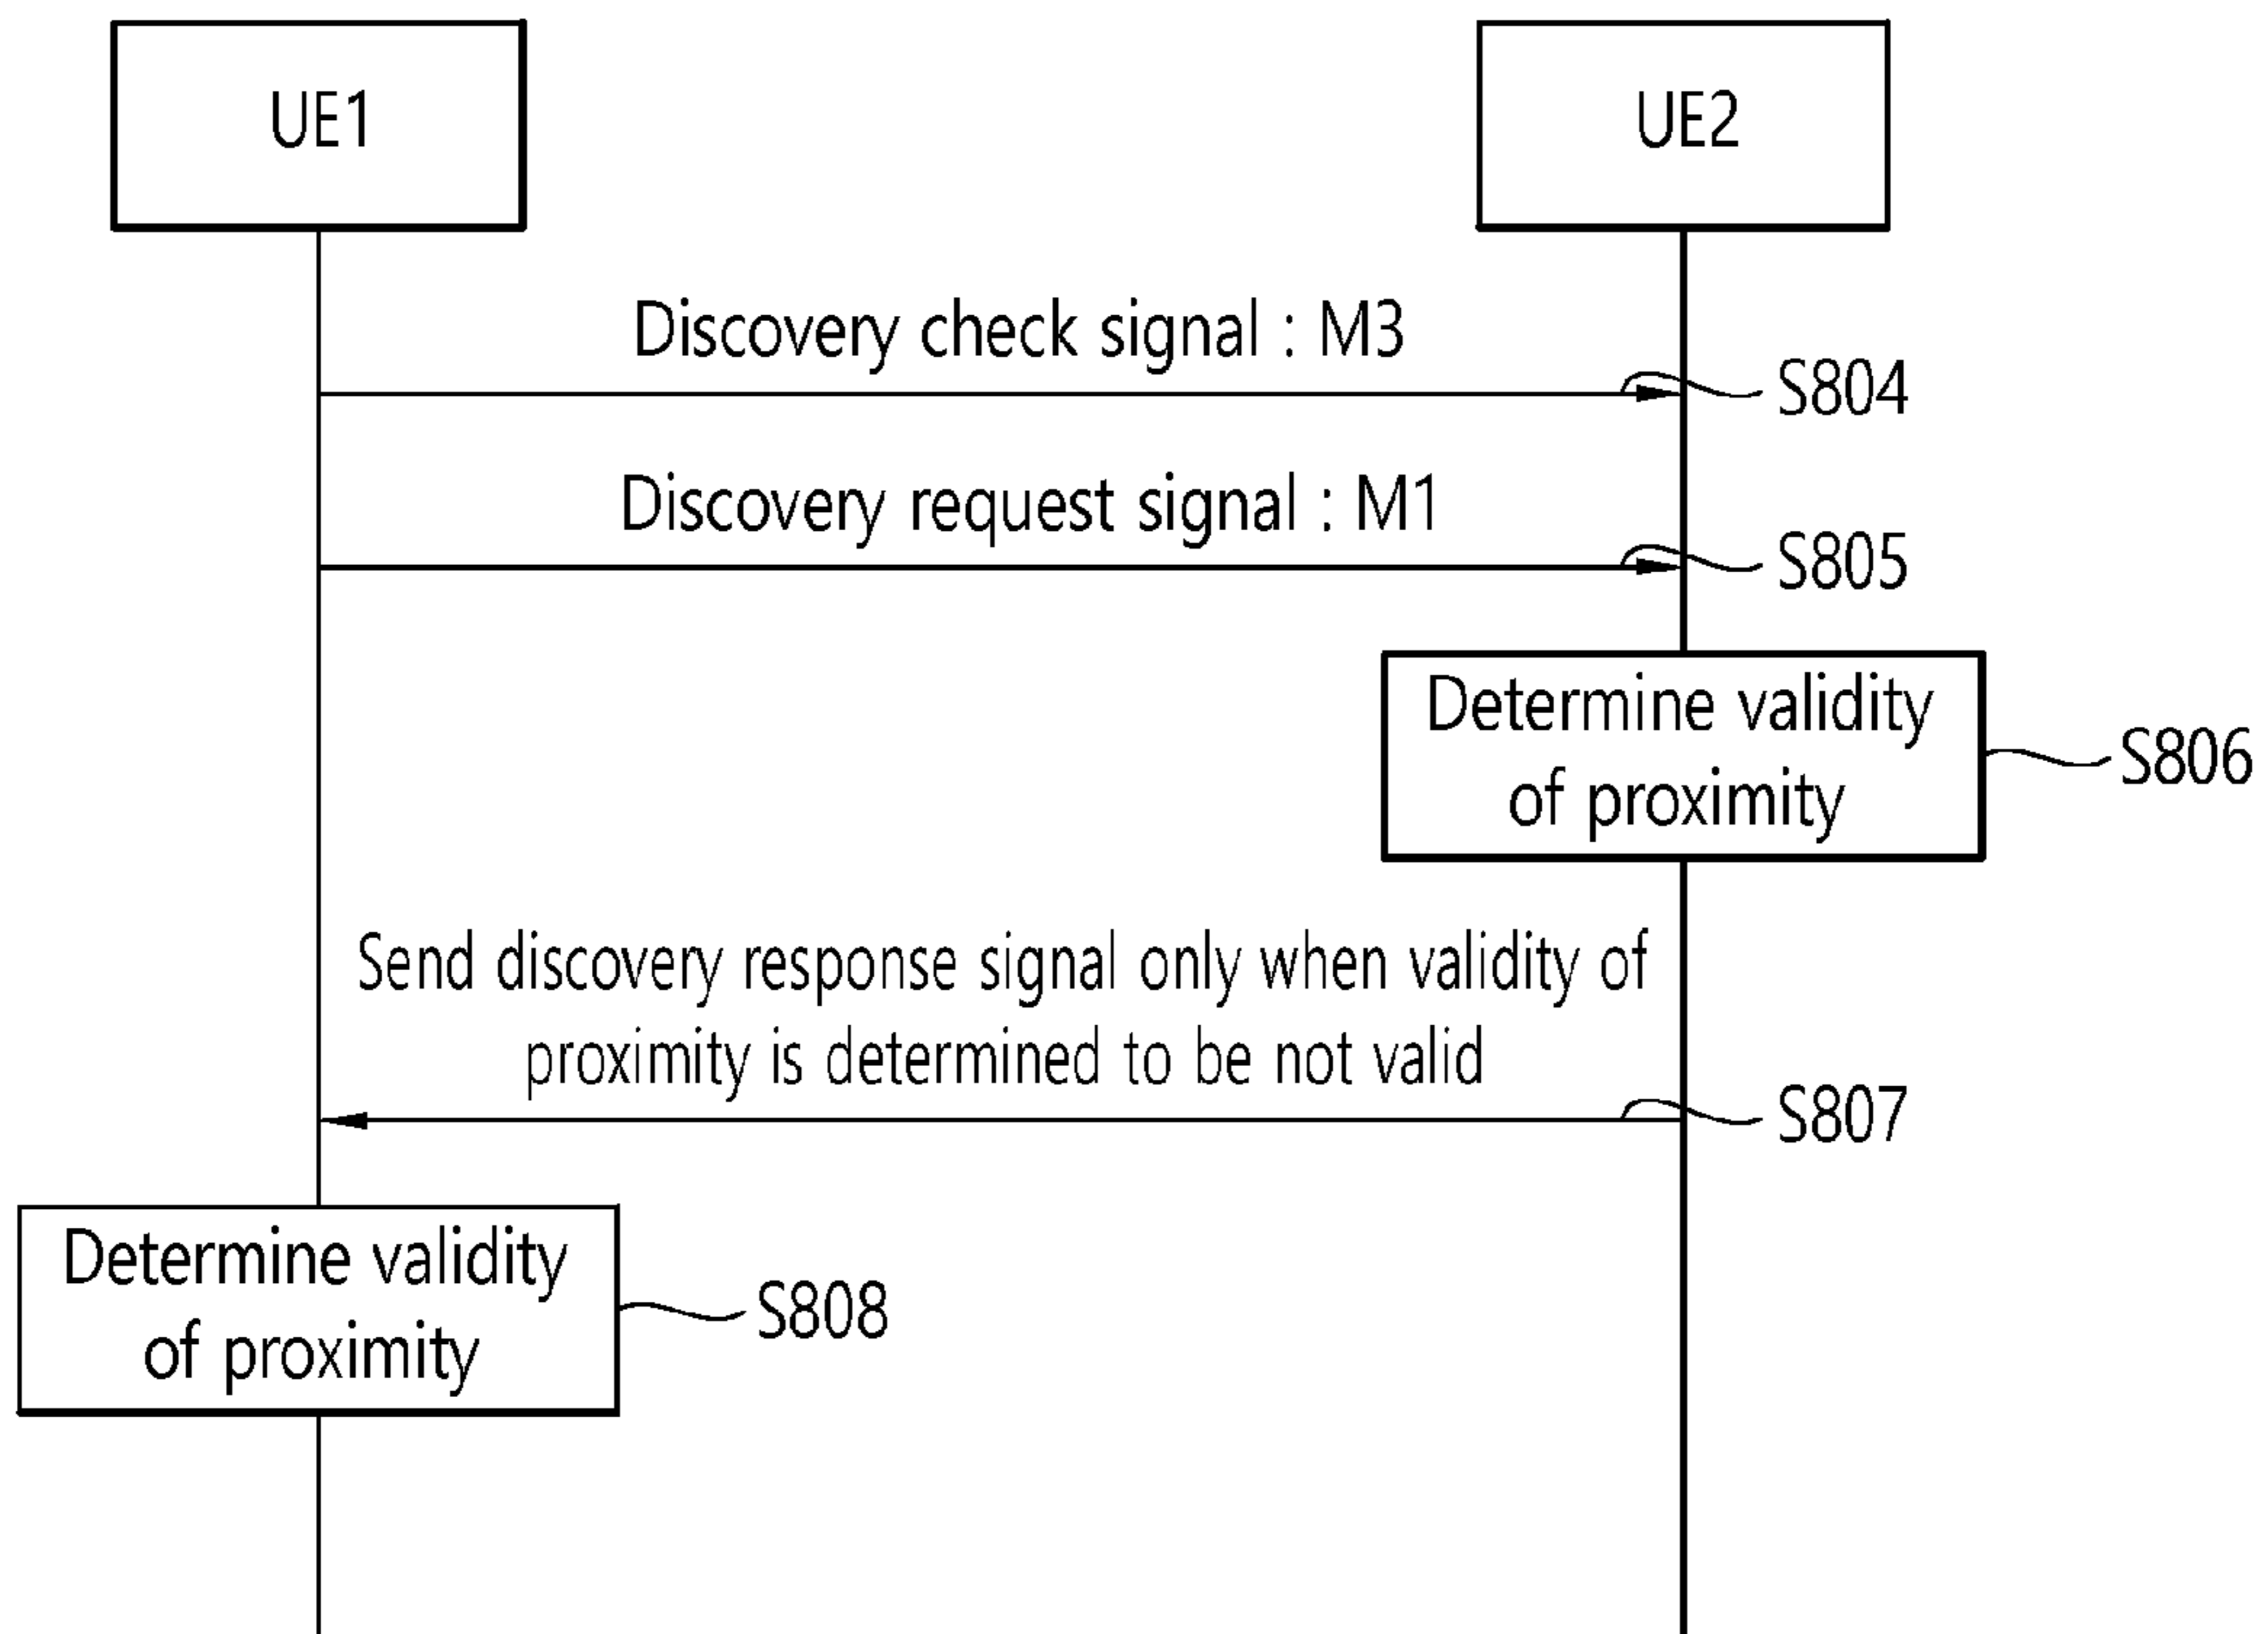 UE1
UE2
Discovery check signal : M3
S804
Discovery request signal : M1
S805
Determine validity
of proximity
S806
Send discovery response signal only when validity of
proximity is determined to be not valid
S807
Determine validity
of proximity
S808